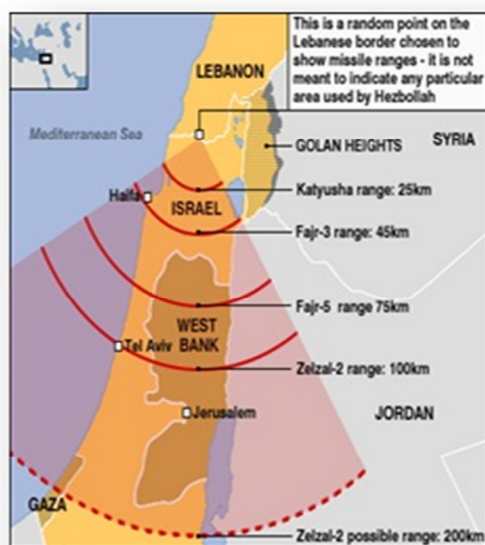 This is a random point on the
Lebanese border chosen to
show missile ranges - it is not
meant to indicate any particular
area used by Hezbollah
LEBANON
Mediterranean Sea
SYRIA
GOLAN HEIGHTS
Katyusha range: 25km
Haifa
ISRAEL
Fajr-3 range: 45km
Fajr-5 range 75km
WEST
BANK
Tel Aviv
Zelzal-2 range: 100km
Jerusalem
JORDAN
GAZA
Zelzal-2 possible range: 200km